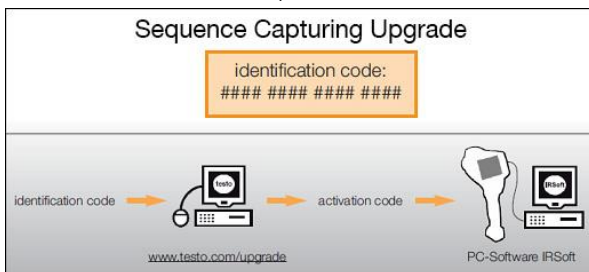 Sequence Capturing Upgrade
identification code:
#### #### #### ####
identification code
testo
activation code
IRSoft
www.testo.com/upgrade
PC-Software IRSoft